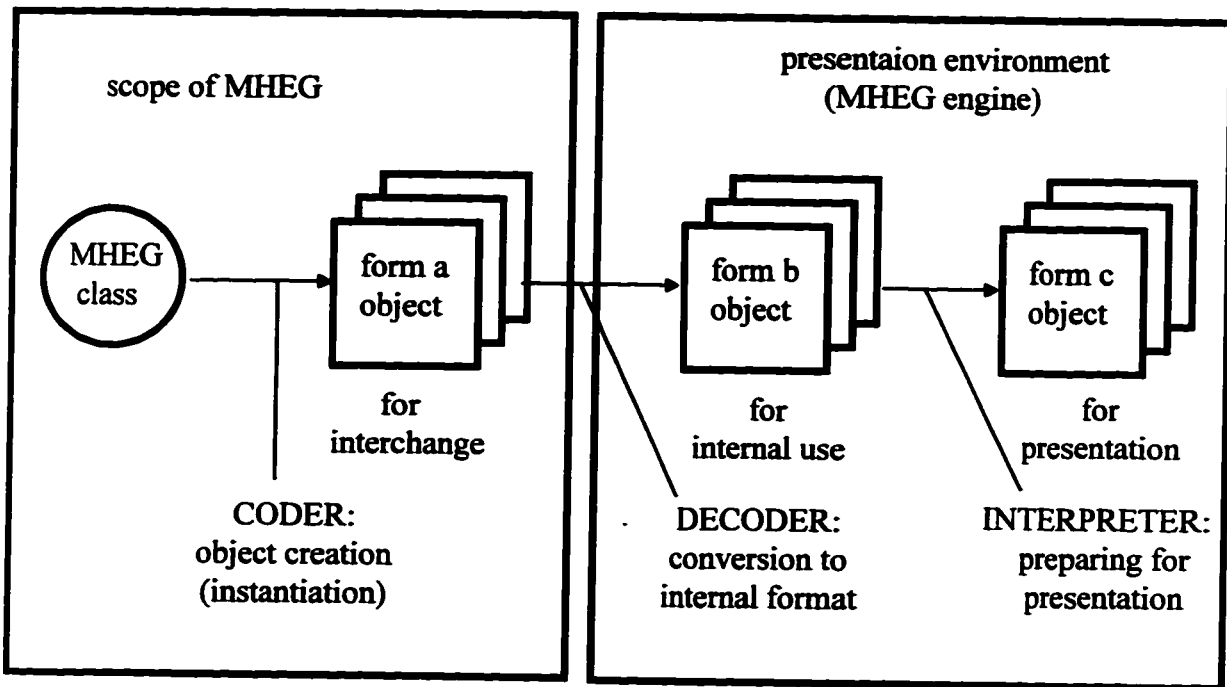 scope of MHEG
MHEG
class
form a
object
for
interchange
CODER:
object creation
(instantiation)
presentaion environment
(MHEG engine)
form b
object
for
internal use
DECODER:
conversion to
internal format
form c
object
for
presentation
INTERPRETER:
preparing for
presentation